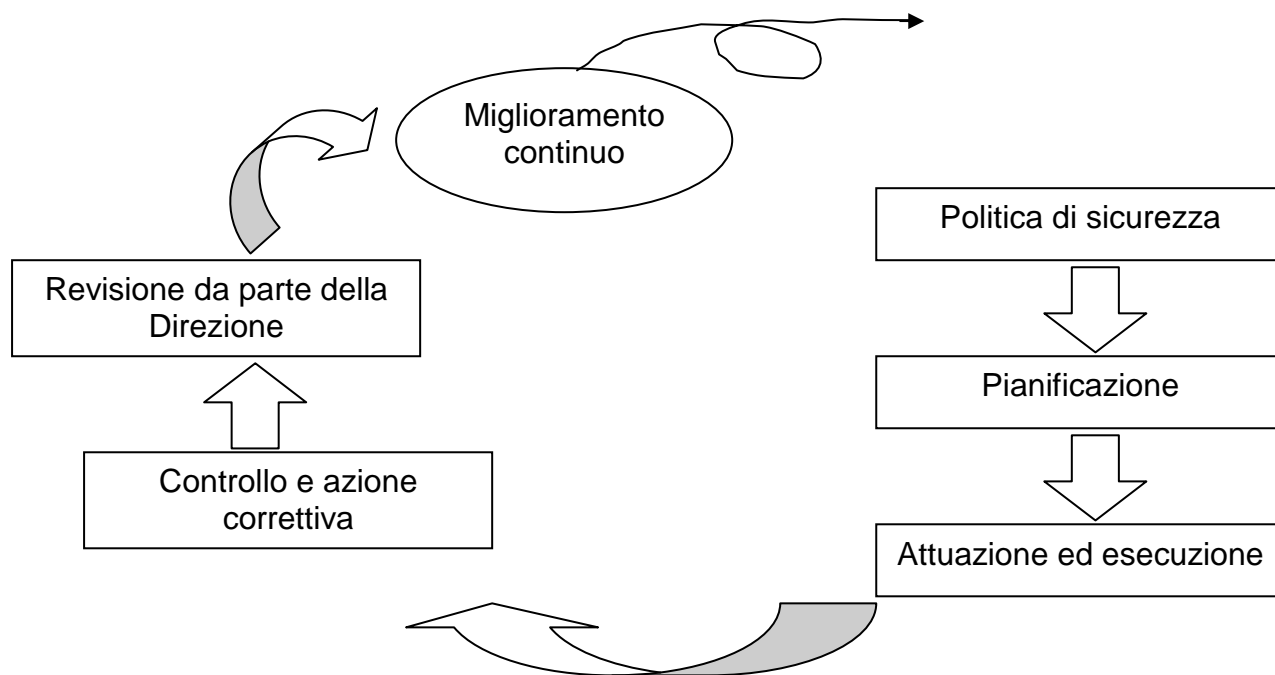 Miglioramento
continuo
Politica di sicurezza
Revisione da parte della
Direzione
Pianificazione
Controllo e azione
correttiva
Attuazione ed esecuzione